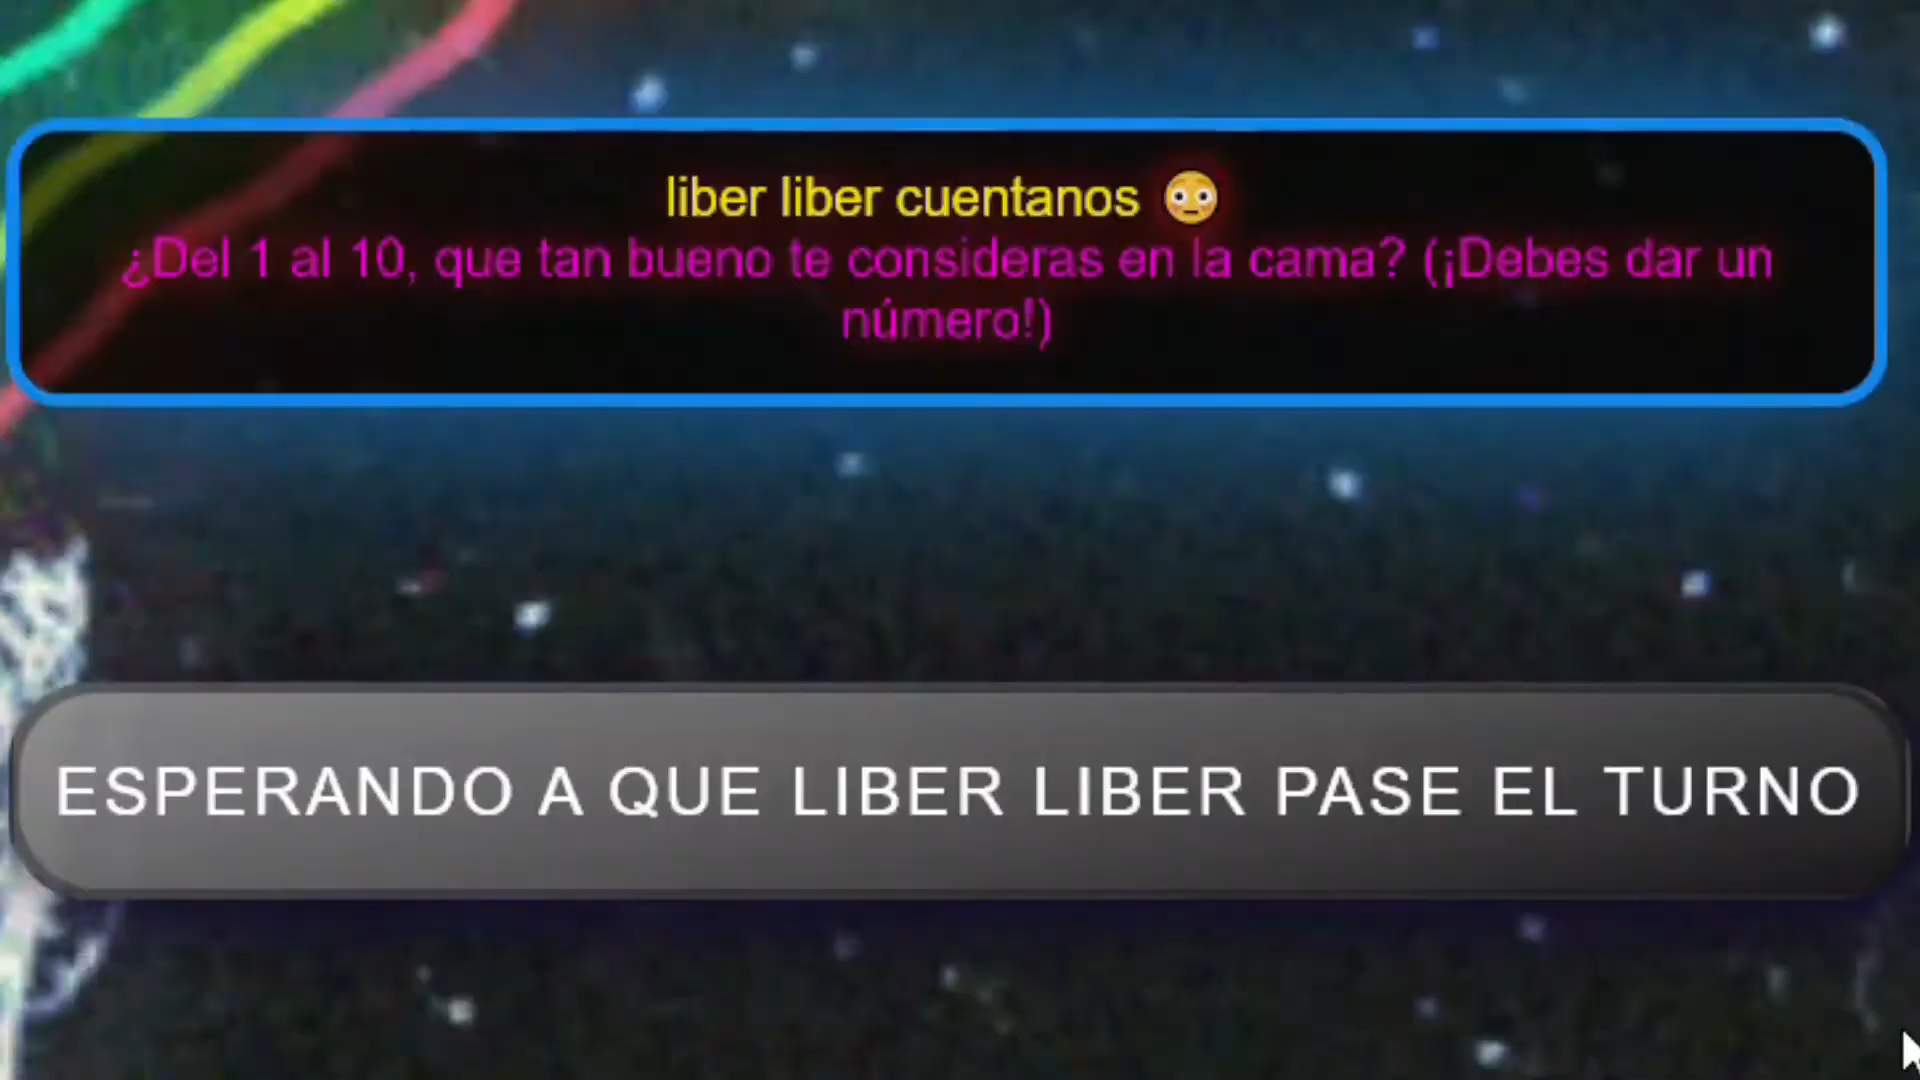 liber liber cuentanos 😳
¿Del 1 al 10, que tan bueno te consideras en la cama? (¡Debes dar un
número!)
ESPERANDO A QUE LIBER LIBER PASE EL TURNO